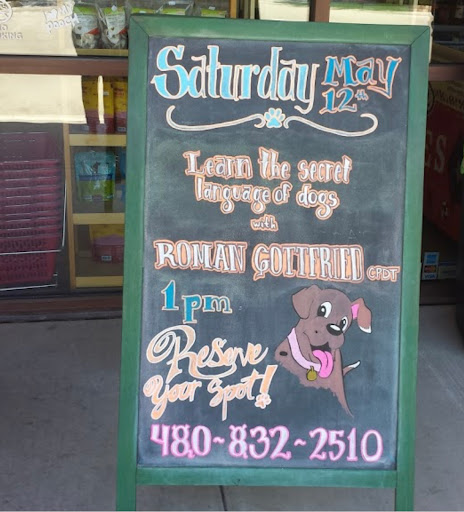 Saturday May
12th
Learn the secret
language of dogs
with
ROMAN GOTTFRIED CPDT
1pm
Reserve
Your Spot!
480~832~2510